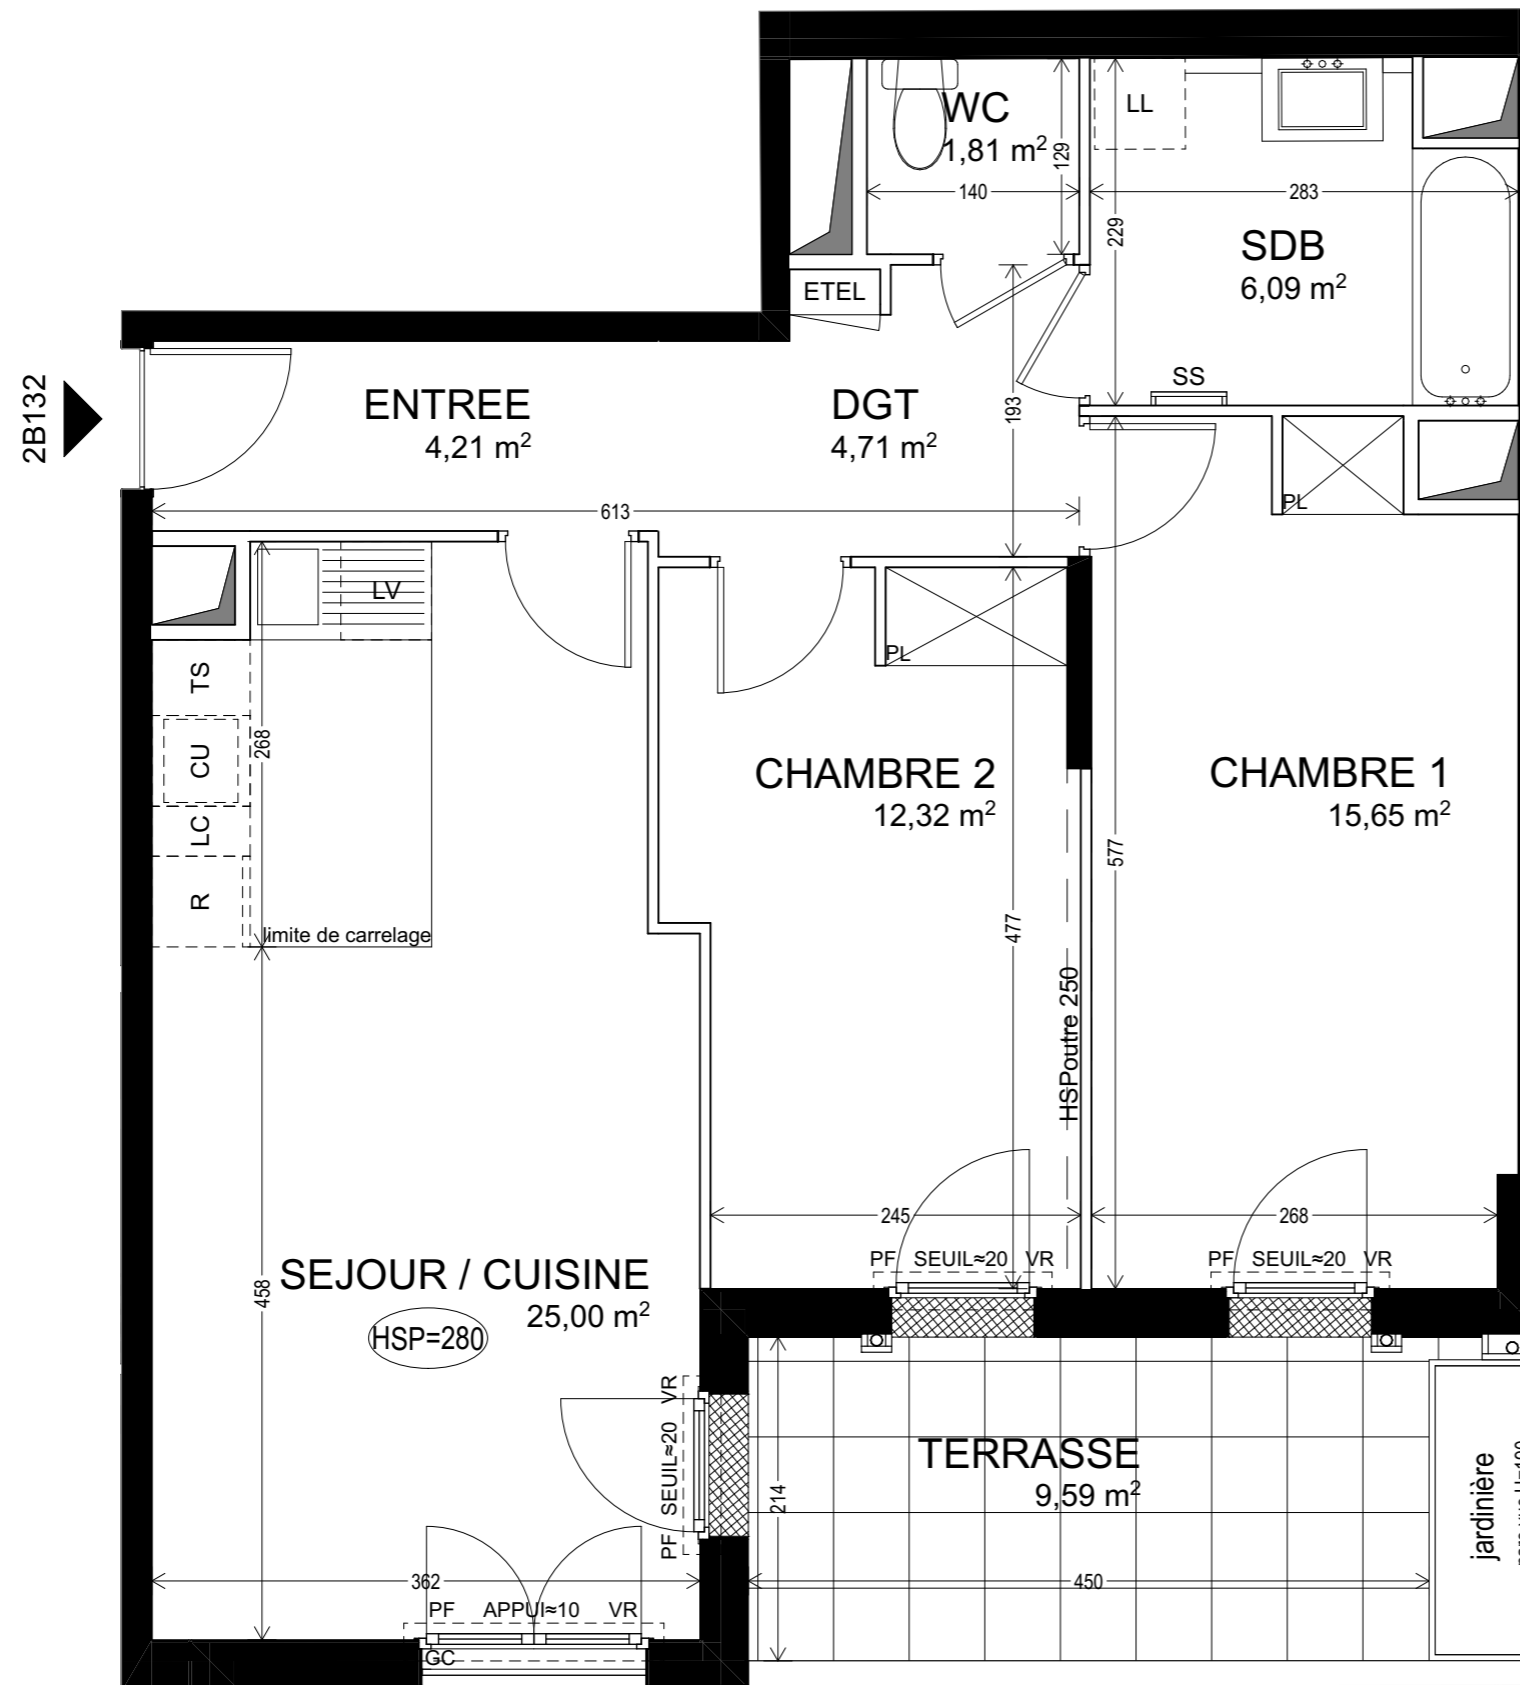 WC
1,81 m²
129
140
LL
283
229
SDB
6,09 m²
ETEL
SS
2B132
ENTREE
4,21 m²
DGT
4,71 m²
193
613
PL
LV
PL
TS
CU
LC
R
268
limite de carrelage
CHAMBRE 2
12,32 m²
CHAMBRE 1
15,65 m²
577
477
HSPoutre 250
245
268
PF SEUIL≈20 VR
PF SEUIL≈20 VR
SEJOUR / CUISINE
25,00 m²
HSP=280
458
PF SEUIL≈20 VR
TERRASSE
9,59 m²
214
jardinière
362
450
PF APPUI≈10 VR
GC